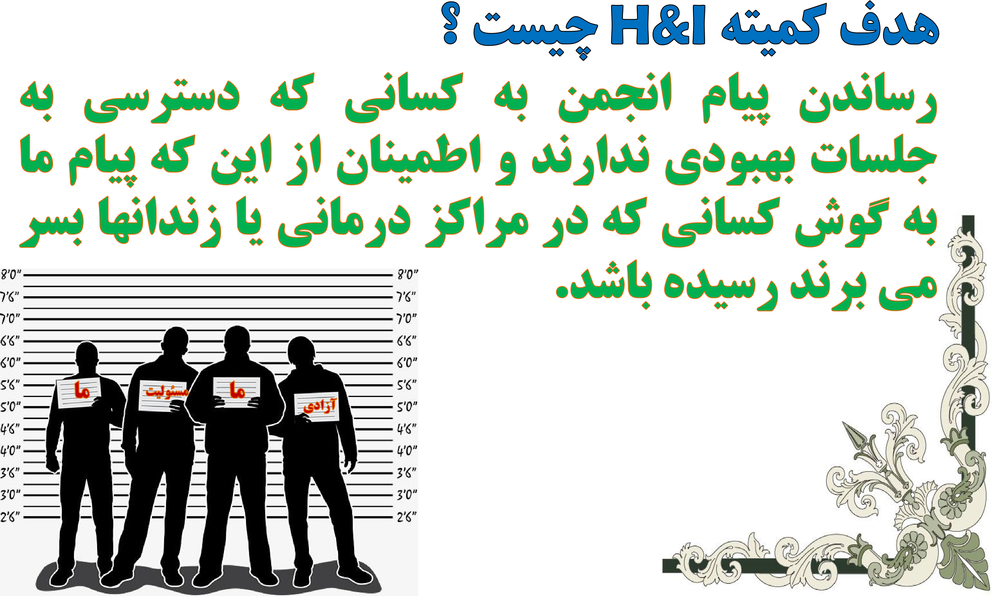 هدف کمیته H&I چیست ؟
رساندن پیام انجمن به کسانی که دسترسی به
جلسات بهبودی ندارند و اطمینان از این که پیام ما
به گوش کسانی که در مراکز درمانی یا زندانها بسر
می برند رسیده باشد.
8'0" 8'0"
7'6" 7'6"
7'0" 7'0"
6'6" 6'6"
6'0" 6'0"
5'6" 5'6"
آزادی
ما
مسئولیت
ما
5'0" 5'0"
4'6" 4'6"
4'0" 4'0"
3'6" 3'6"
3'0" 3'0"
2'6" 2'6"